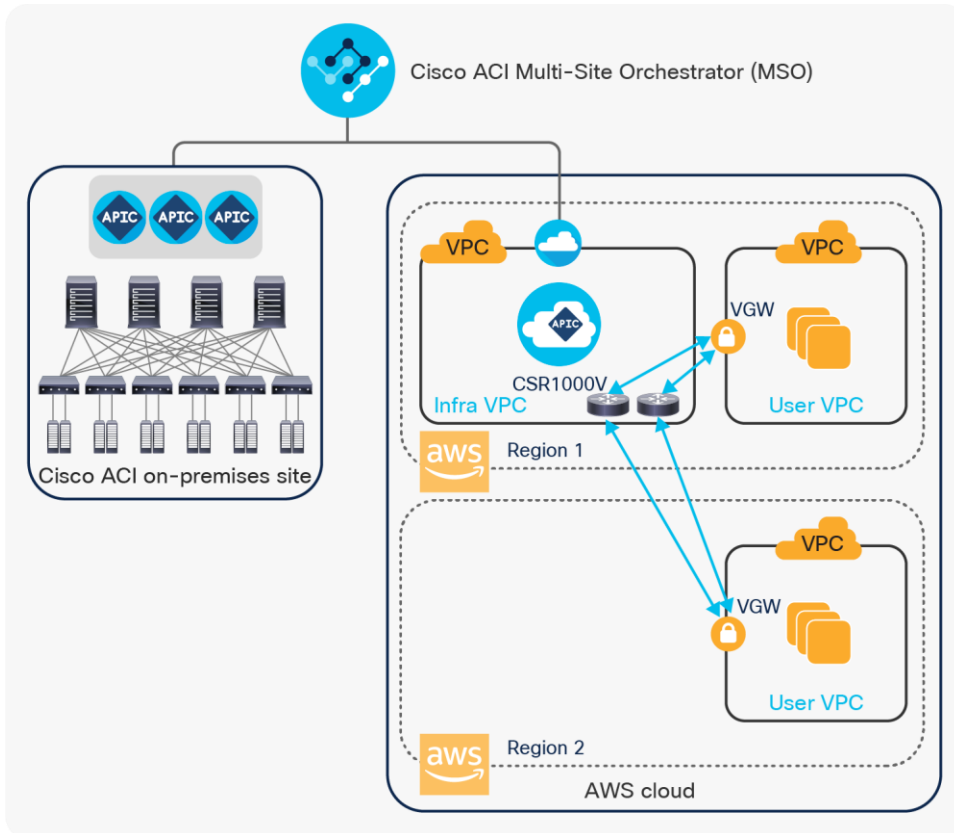 Cisco ACI Multi-Site Orchestrator (MSO)
APIC
APIC
APIC
Cisco ACI on-premises site
VPC
APIC
CSR1000V
Infra VPC
VPC
VGW
User VPC
aws
Region 1
VPC
VGW
User VPC
aws
Region 2
AWS cloud